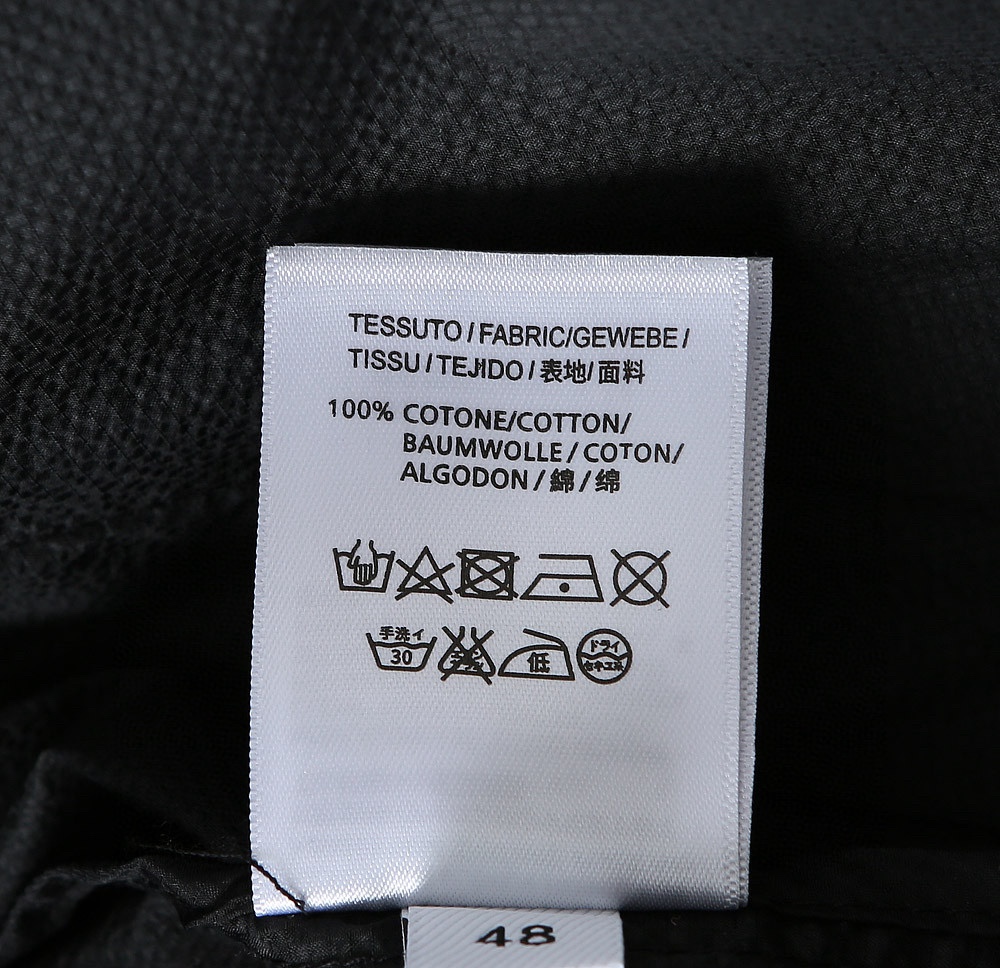 TESSUTO/FABRIC/GEWEBE/
TISSU/TEJIDO/表地/面料
100% COTONE/COTTON/
BAUMWOLLE/COTON/
ALGODON/綿/绵
手洗イ
30
低
ドライ
48